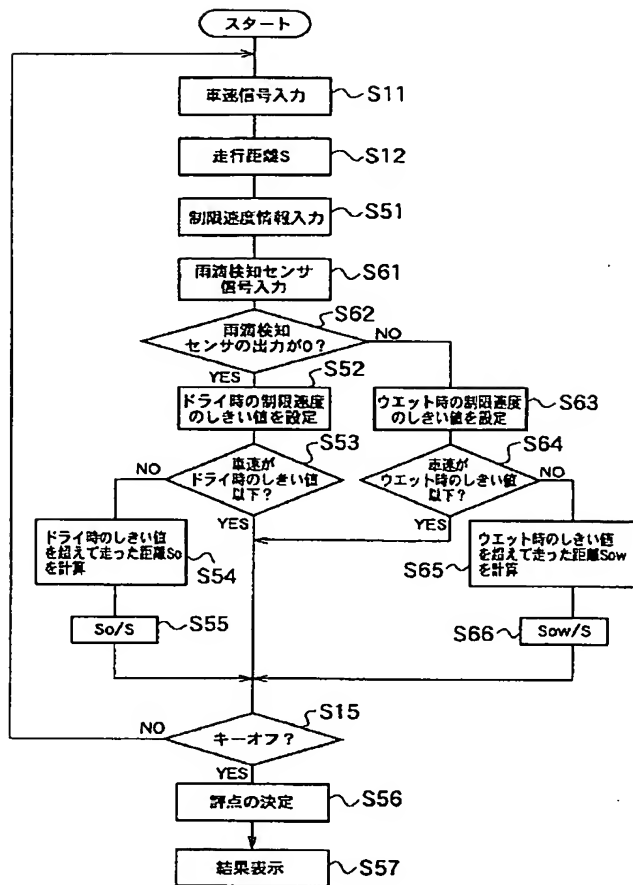 スタート
車速信号入力
S11
走行距離S
S12
制限速度情報入力
S51
雨滴検知センサ
信号入力
S61
雨滴検知
センサの出力が0?
S62
NO
YES
S52
ドライ時の制限速度
のしきい値を設定
ウエット時の制限速度
のしきい値を設定
S63
S53
S64
NO
車速が
ドライ時のしきい値
以下?
YES
車速が
ウエット時のしきい値
以下?
NO
YES
ドライ時のしきい値
を超えて走った距離So
を計算
S54
ウエット時のしきい値
を超えて走った距離Sow
を計算
S65
So/S
S55
Sow/S
S66
S15
NO
キーオフ?
YES
評点の決定
S56
結果表示
S57